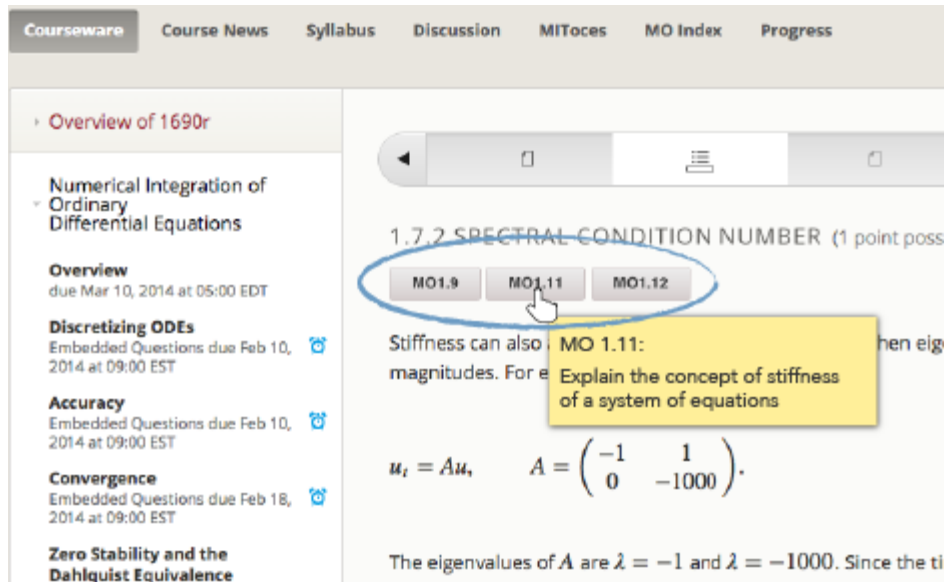 Courseware Course News Syllabus Discussion MIToces MO Index Progress
Overview of 1690r
Numerical Integration of
Ordinary
Differential Equations
Overview
due Mar 10, 2014 at 05:00 EDT
Discretizing ODEs
Embedded Questions due Feb 10,
2014 at 09:00 EST
Accuracy
Embedded Questions due Feb 10,
2014 at 09:00 EST
Convergence
Embedded Questions due Feb 18,
2014 at 09:00 EST
Zero Stability and the
Dahlquist Equivalence
1.7.2 SPECTRAL CONDITION NUMBER (1 point poss
MO1.9 MO1.11 MO1.12
MO 1.11:
Explain the concept of stiffness
of a system of equations
Stiffness can also hen eige
magnitudes. For e
u_t = Au, A = ( −1 1
0 −1000 ).
The eigenvalues of A are λ = −1 and λ = −1000. Since the ti